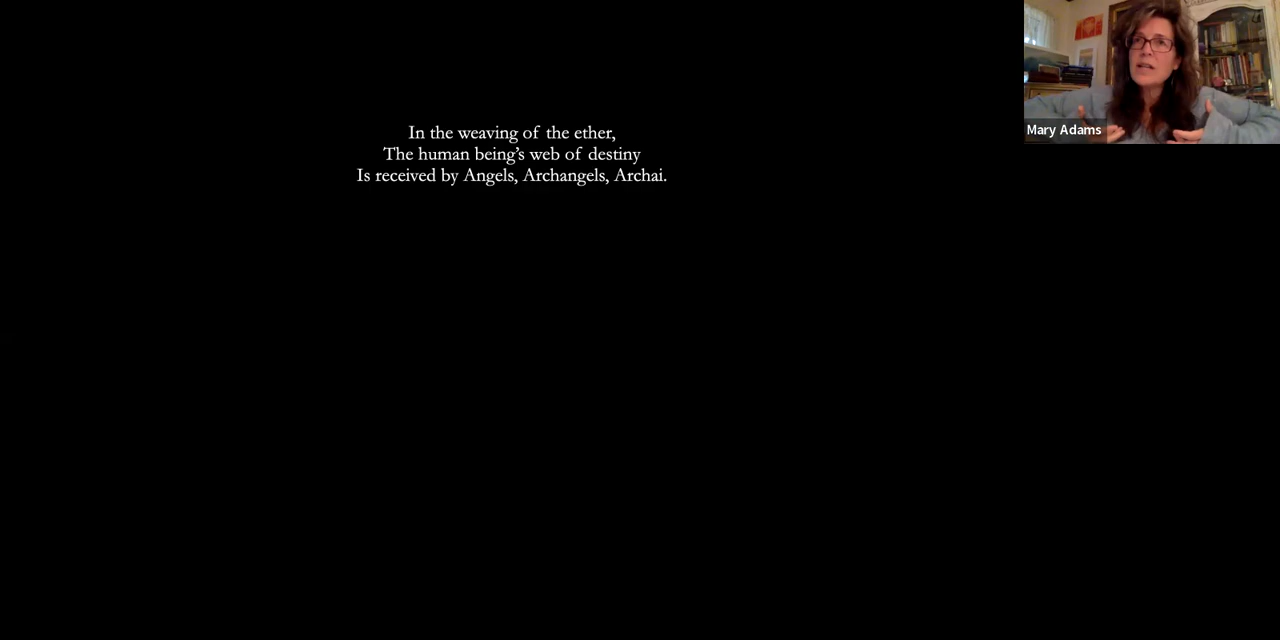 In the weaving of the ether,
The human being’s web of destiny
Is received by Angels, Archangels, Archai.
Mary Adams